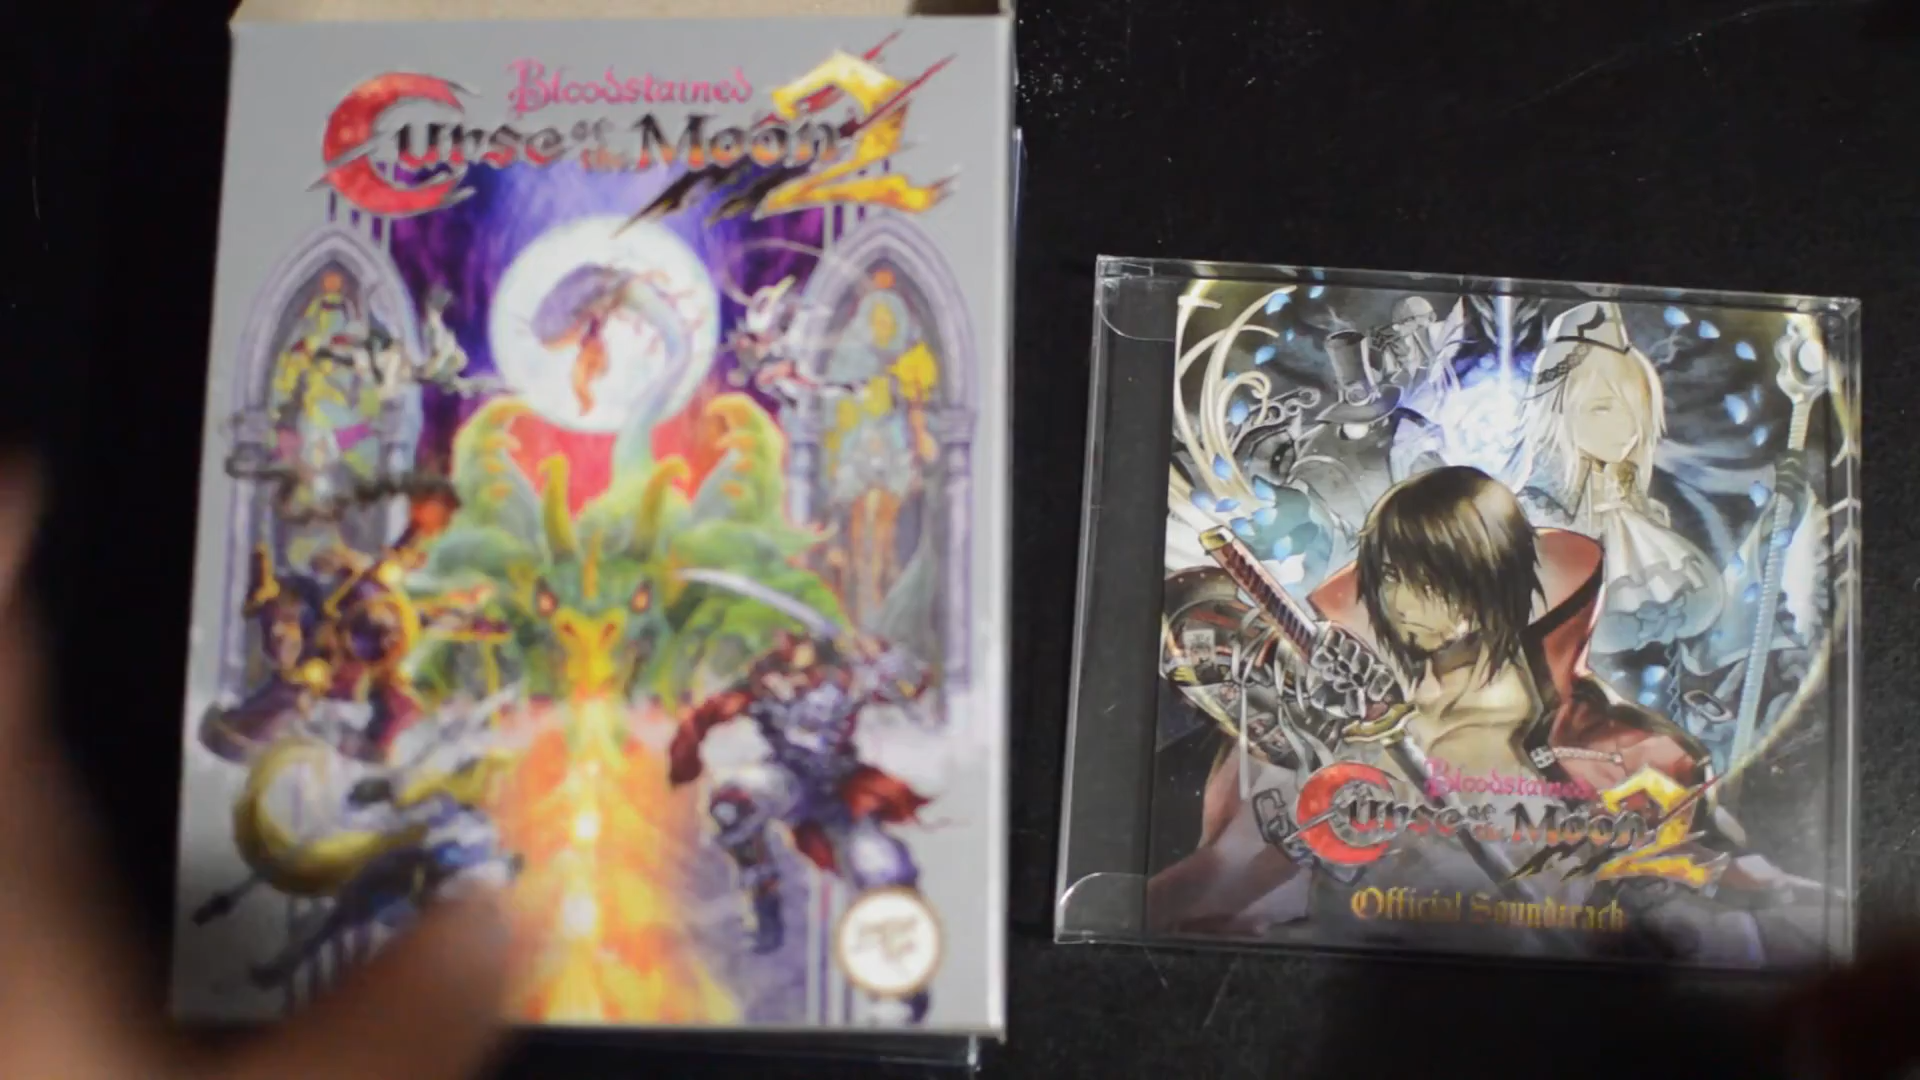 Bloodstained
Curse of the Moon 2
Bloodstained
Curse of the Moon 2
Official Soundtrack